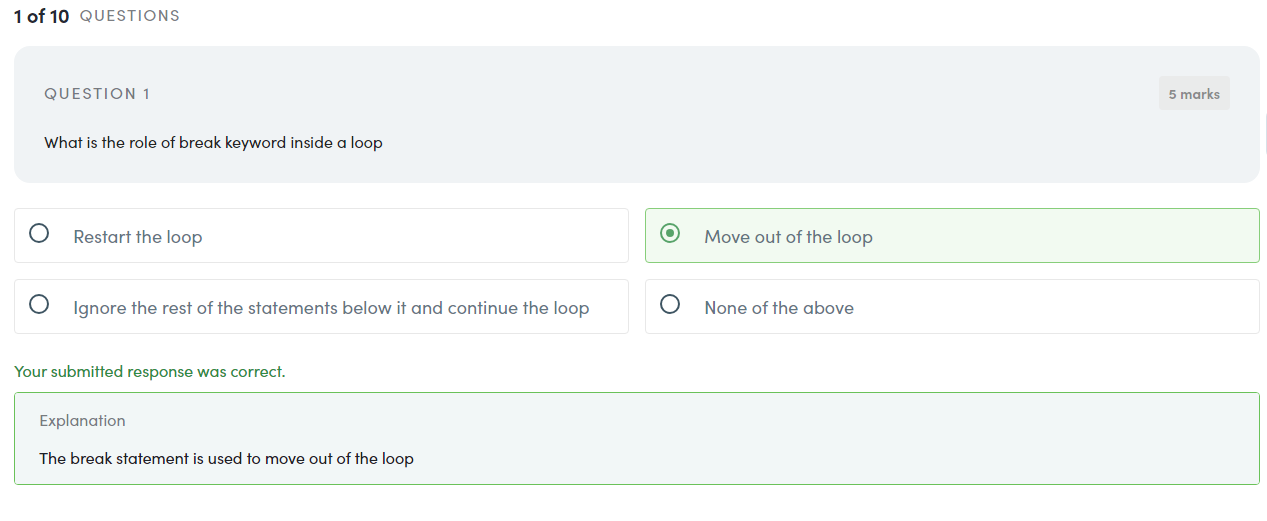 1 of 10 QUESTIONS
QUESTION 1
5 marks
What is the role of break keyword inside a loop
Restart the loop
Move out of the loop
Ignore the rest of the statements below it and continue the loop
None of the above
Your submitted response was correct.
Explanation
The break statement is used to move out of the loop